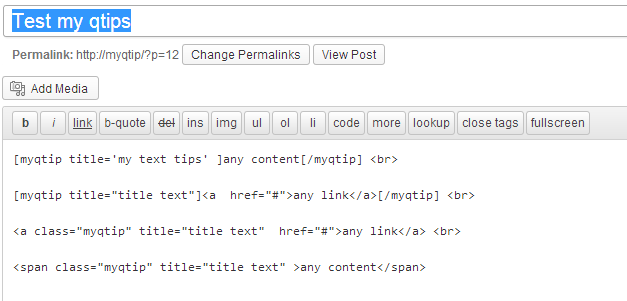 Test my qtips
Permalink: http://myqtip/?p=12 Change Permalinks View Post
Add Media
b i link b-quote del ins img ul ol li code more lookup close tags fullscreen
[myqtip title='my text tips' ]any content[/myqtip] <br>
[myqtip title="title text"]<a  href="#">any link</a>[/myqtip] <br>
<a class="myqtip" title="title text"  href="#">any link</a> <br>
<span class="myqtip" title="title text" >any content</span>